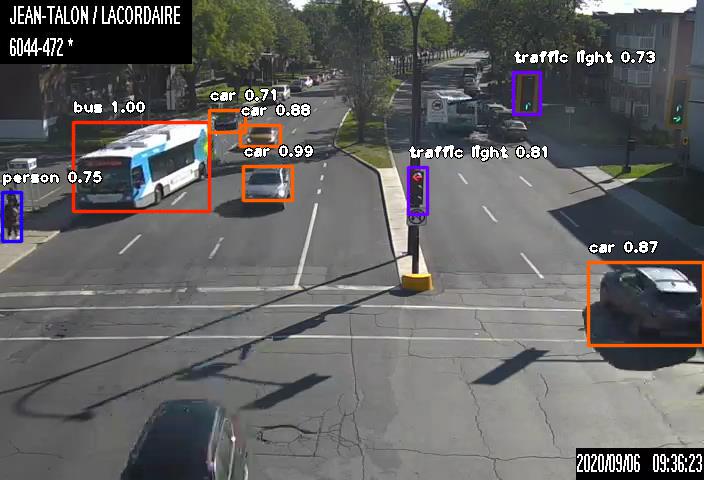 JEAN-TALON / LACORDAIRE
6044-472 *
traffic light 0.73
car 0.71
bus 1.00
car 0.88
car 0.99
traffic light 0.81
person 0.75
car 0.87
2020/09/06 09:36:23